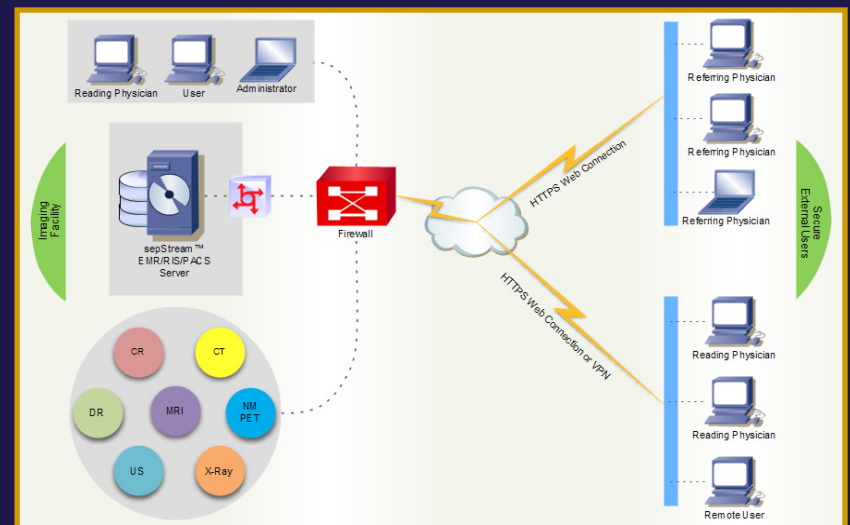 Reading Physician
User
Administrator
Imaging
Facility
sepStream™
EMR/RIS/PACS
Server
Firewall
CR
CT
DR
MRI
NM
PET
US
X-Ray
HTTPS Web Connection
HTTPS Web Connection or VPN
Referring Physician
Referring Physician
Referring Physician
Secure
External Users
Reading Physician
Reading Physician
Remote User